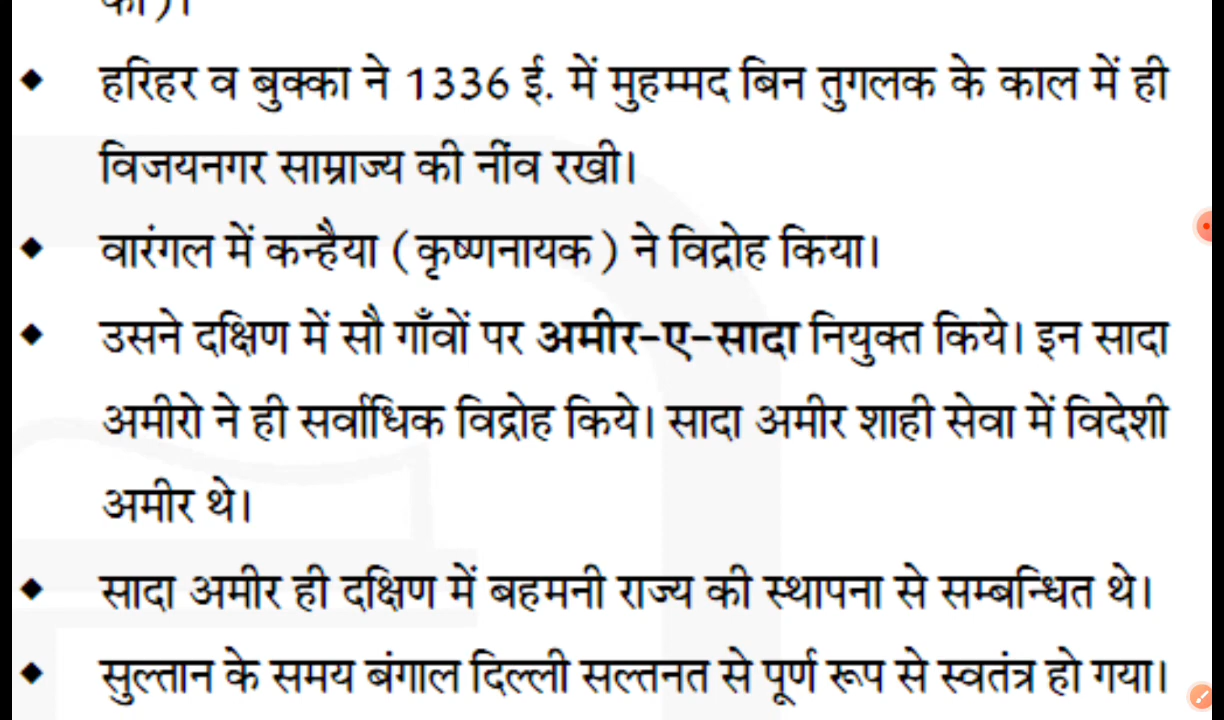 ◆ हरिहर व बुक्का ने 1336 ई. में मुहम्मद बिन तुगलक के काल में ही
विजयनगर साम्राज्य की नींव रखी।
◆ वारंगल में कन्हैया (कृष्णनायक) ने विद्रोह किया।
◆ उसने दक्षिण में सौ गाँवों पर अमीर-ए-सादा नियुक्त किये। इन सादा
अमीरो ने ही सर्वाधिक विद्रोह किये। सादा अमीर शाही सेवा में विदेशी
अमीर थे।
◆ सादा अमीर ही दक्षिण में बहमनी राज्य की स्थापना से सम्बन्धित थे।
◆ सुल्तान के समय बंगाल दिल्ली सल्तनत से पूर्ण रूप से स्वतंत्र हो गया।